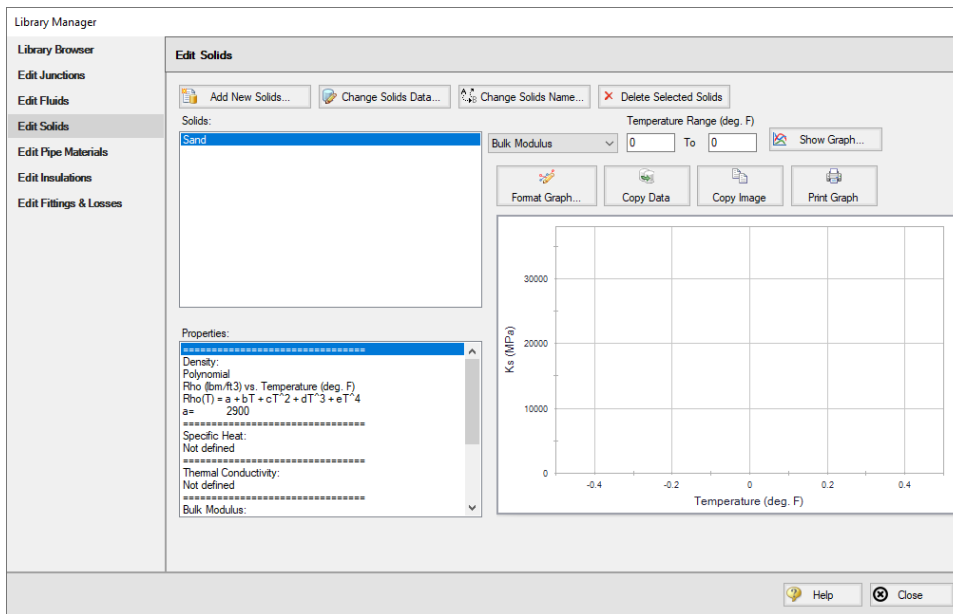 Library Manager
Library Browser
Edit Junctions
Edit Fluids
Edit Solids
Edit Pipe Materials
Edit Insulations
Edit Fittings & Losses
Edit Solids
Add New Solids...
Change Solids Data...
Change Solids Name...
Delete Selected Solids
Solids:
Sand
Temperature Range (deg. F)
Bulk Modulus
0 To 0
Show Graph...
Format Graph...
Copy Data
Copy Image
Print Graph
Properties:
================================
Density:
Polynomial
Rho (lbm/ft3) vs. Temperature (deg. F)
Rho(T) = a + bT + cT^2 + dT^3 + eT^4
a= 2900
================================
Specific Heat:
Not defined
================================
Thermal Conductivity:
Not defined
================================
Bulk Modulus:
Ks (MPa)
30000
20000
10000
0
-0.4 -0.2 0 0.2 0.4
Temperature (deg. F)
Help
Close